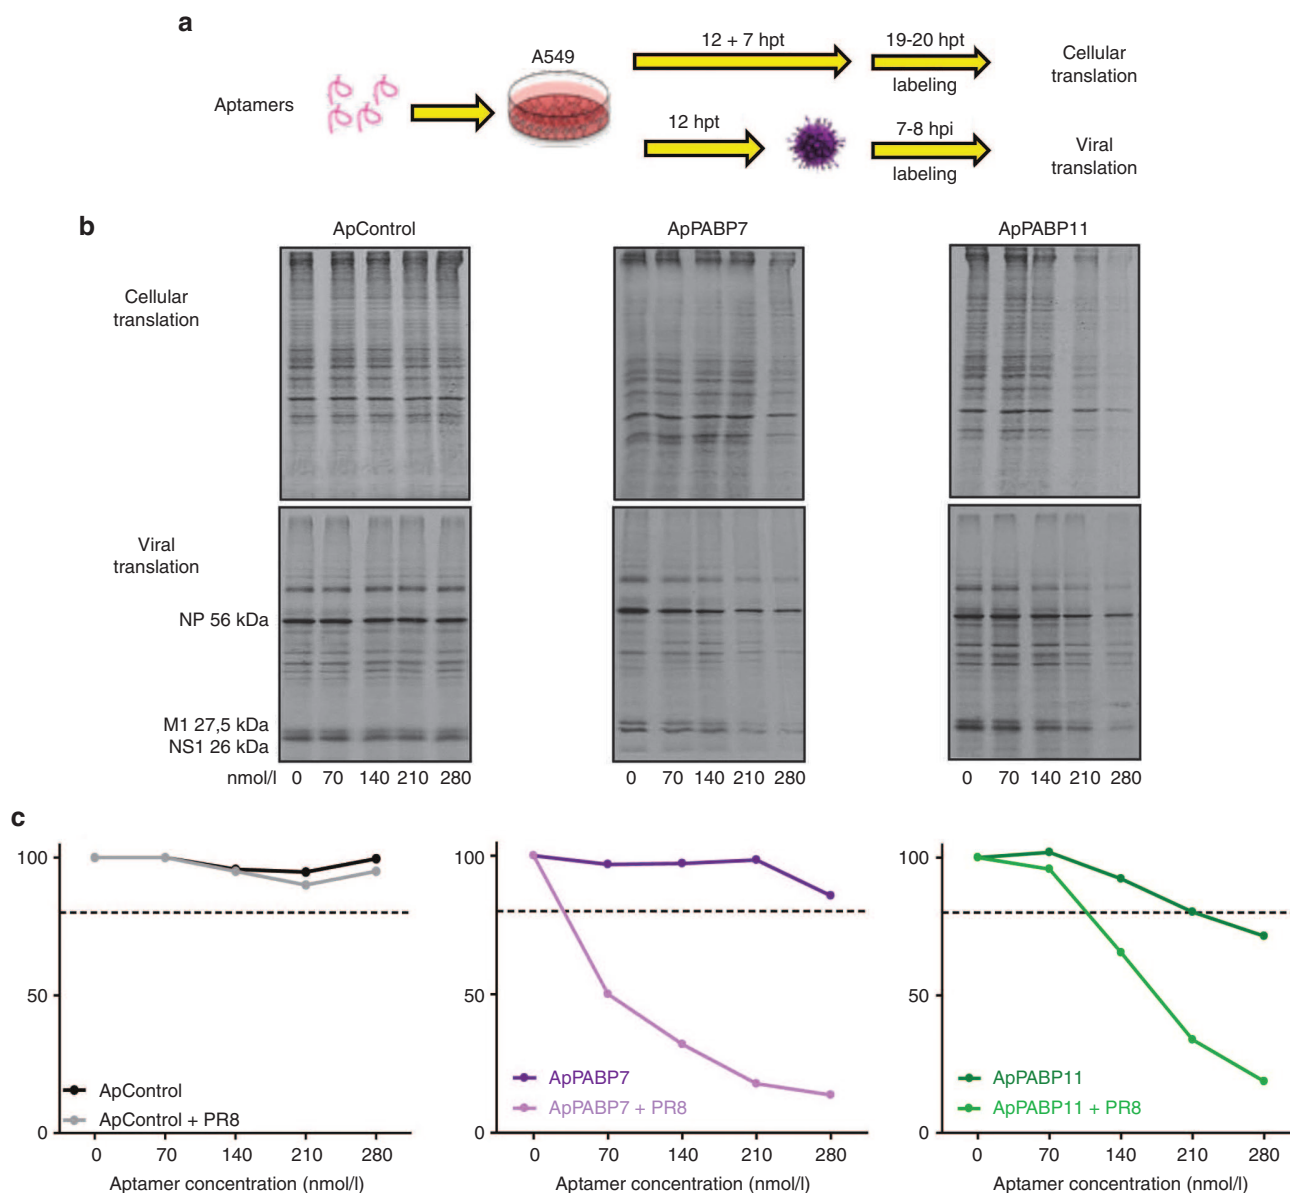 a
Aptamers
A549
12 + 7 hpt
19-20 hpt
labeling
Cellular
translation
12 hpt
7-8 hpi
labeling
Viral
translation
b
ApControl
ApPABP7
ApPABP11
Cellular
translation
Viral
translation
NP 56 kDa
M1 27,5 kDa
NS1 26 kDa
nmol/l 0 70 140 210 280
0 70 140 210 280
0 70 140 210 280
c
100
50
0
ApControl
ApControl + PR8
0 70 140 210 280
Aptamer concentration (nmol/l)
100
50
0
ApPABP7
ApPABP7 + PR8
0 70 140 210 280
Aptamer concentration (nmol/l)
100
50
0
ApPABP11
ApPABP11 + PR8
0 70 140 210 280
Aptamer concentration (nmol/l)